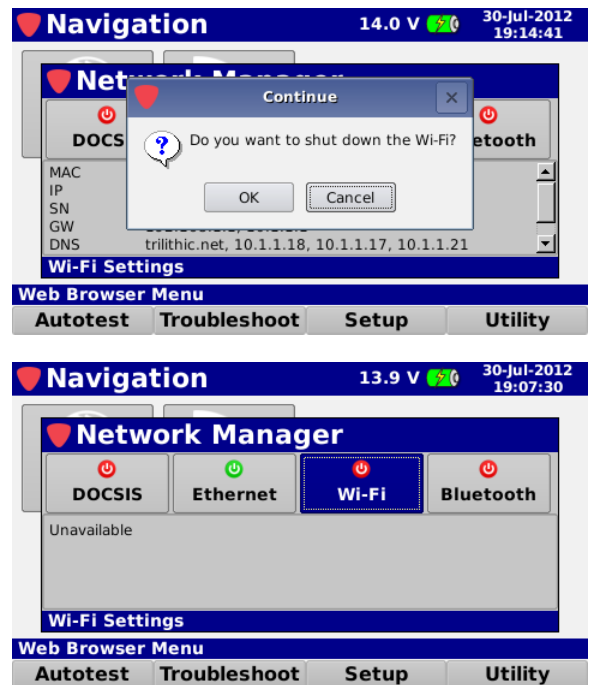 Navigation
14.0 V
30-Jul-2012
19:14:41
Continue
Do you want to shut down the Wi-Fi?
OK
Cancel
MAC
IP
SN
GW
DNS trilithic.net, 10.1.1.18, 10.1.1.17, 10.1.1.21
Wi-Fi Settings
Web Browser Menu
Autotest Troubleshoot Setup Utility
Navigation
13.9 V
30-Jul-2012
19:07:30
Network Manager
DOCSIS Ethernet Wi-Fi Bluetooth
Unavailable
Wi-Fi Settings
Web Browser Menu
Autotest Troubleshoot Setup Utility